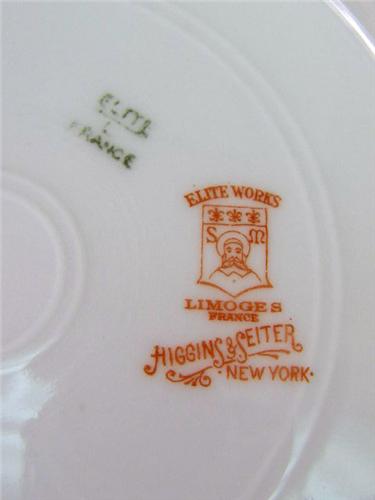 ELITE
L
FRANCE
ELITE WORKS
S M
LIMOGES
FRANCE
HIGGINS & SEITER
· NEW YORK ·